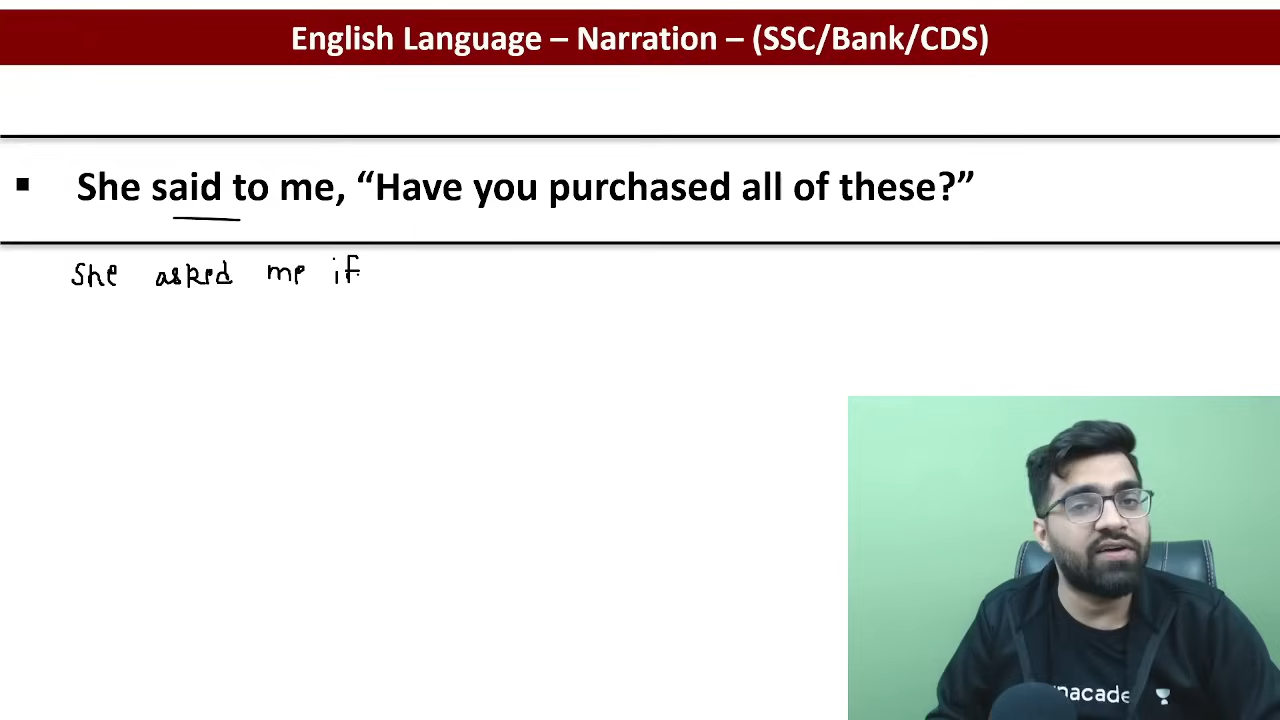 English Language – Narration – (SSC/Bank/CDS)
▪ She said to me, “Have you purchased all of these?”
She asked me if